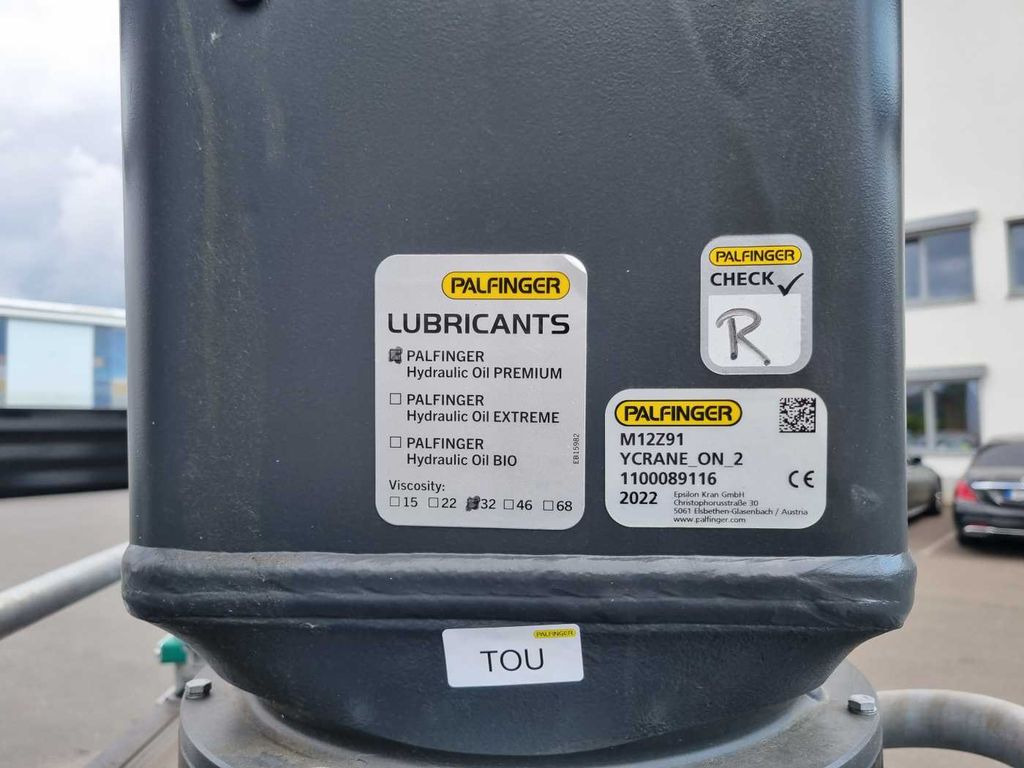 PALFINGER
LUBRICANTS
PALFINGER
Hydraulic Oil PREMIUM
PALFINGER
Hydraulic Oil EXTREME
PALFINGER
Hydraulic Oil BIO
EB15982
Viscosity:
15 22 32 46 68
PALFINGER
CHECK
R
PALFINGER
M12Z91
YCRANE_ON_2
1100089116
CE
2022
Epsilon Kran GmbH
Christophorusstraße 30
5061 Elsbethen-Glasenbach / Austria
www.palfinger.com
PALFINGER
TOU